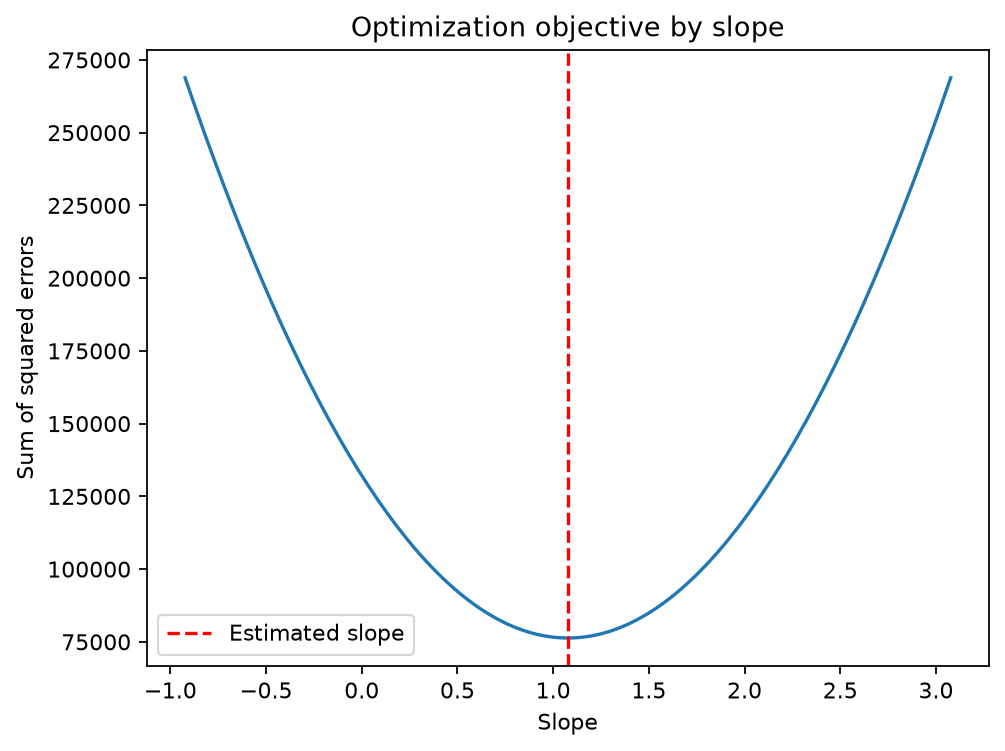 Optimization objective by slope
275000
250000
225000
200000
175000
150000
125000
100000
75000
Sum of squared errors
Estimated slope
−1.0 −0.5 0.0 0.5 1.0 1.5 2.0 2.5 3.0
Slope